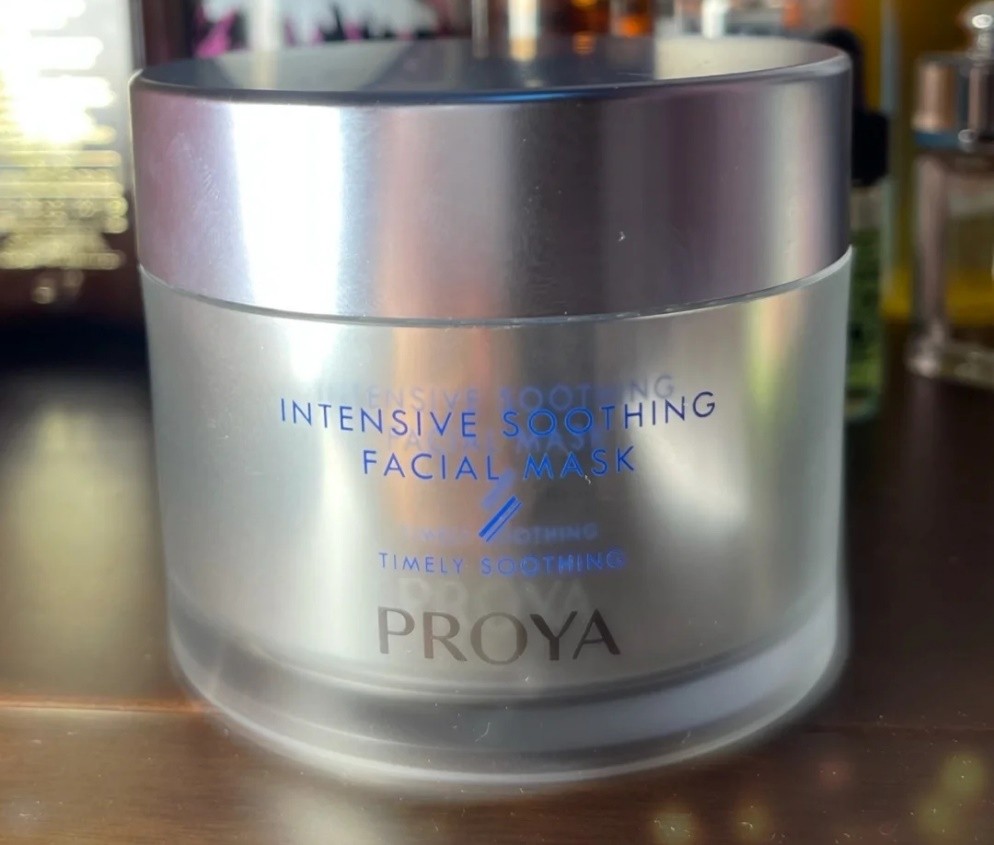 INTENSIVE SOOTHING
FACIAL MASK
TIMELY SOOTHING
PROYA